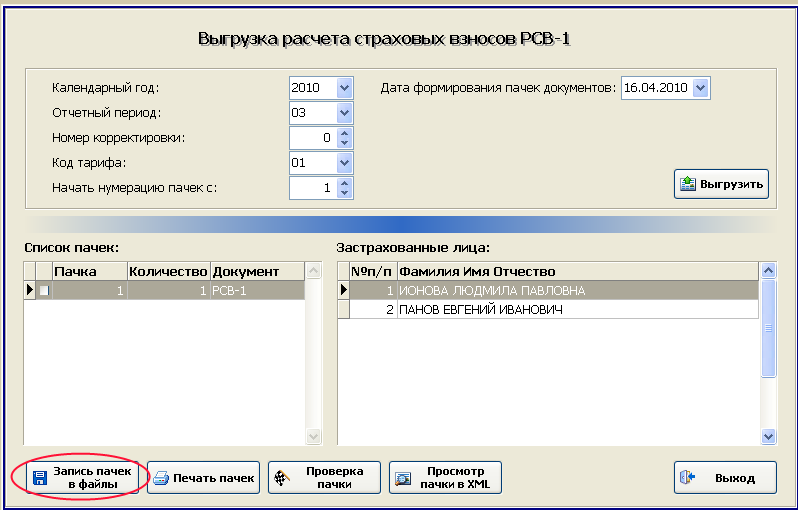 Выгрузка расчета страховых взносов РСВ-1
Календарный год: 2010 Дата формирования пачек документов: 16.04.2010
Отчетный период: 03
Номер корректировки: 0
Код тарифа: 01
Начать нумерацию пачек с: 1
Выгрузить
Список пачек:
Пачка Количество Документ
1 1 РСВ-1
Застрахованные лица:
№п/п Фамилия Имя Отчество
1 ИОНОВА ЛЮДМИЛА ПАВЛОВНА
2 ПАНОВ ЕВГЕНИЙ ИВАНОВИЧ
Запись пачек
в файлы
Печать пачек
Проверка
пачки
Просмотр
пачки в XML
Выход